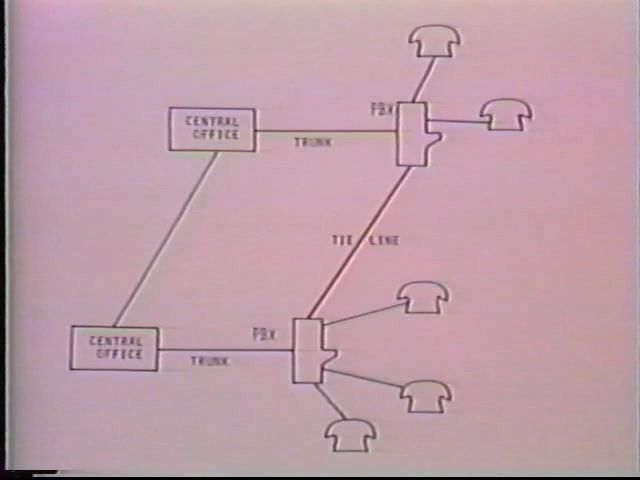 PBX
CENTRAL
OFFICE
TRUNK
TIE LINE
PBX
CENTRAL
OFFICE
TRUNK